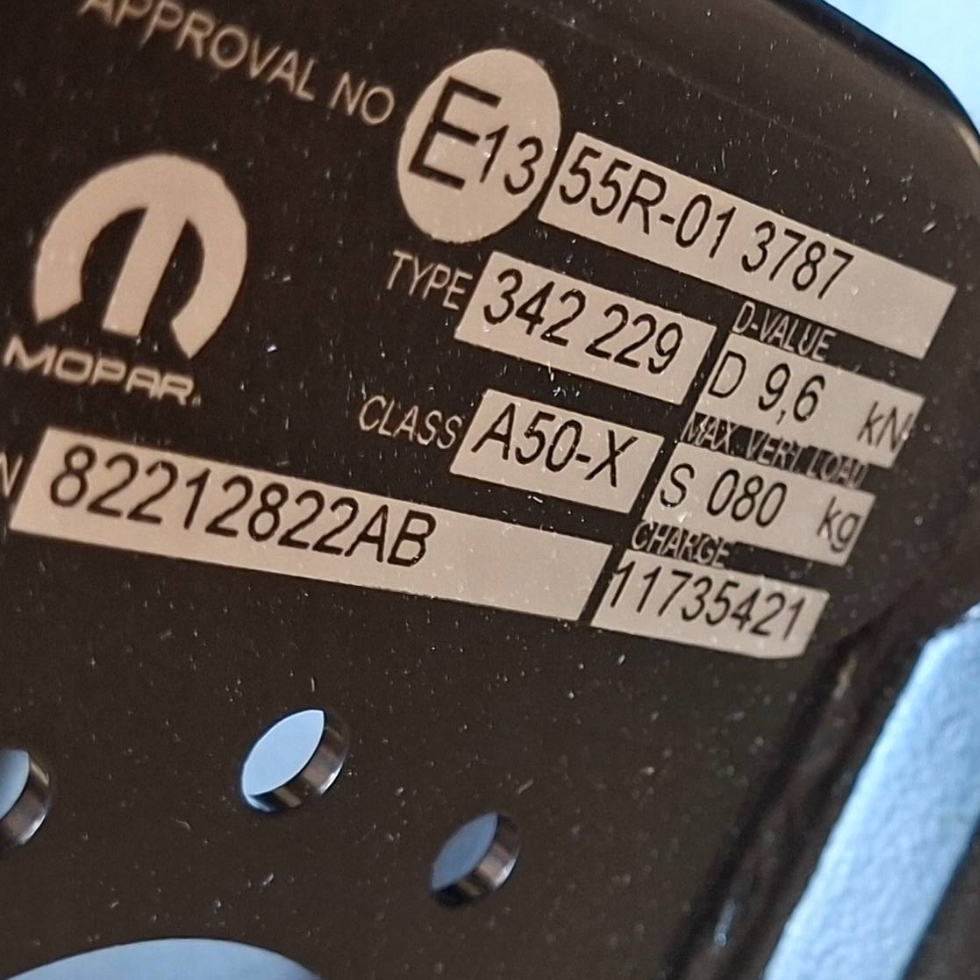 APPROVAL NO E13 55R-01 3787
MOPAR
TYPE 342 229
D-VALUE
D 9,6 kN
CLASS A50-X
MAX. VERT LOAD
S 080 kg
N 82212822AB
CHARGE
11735421